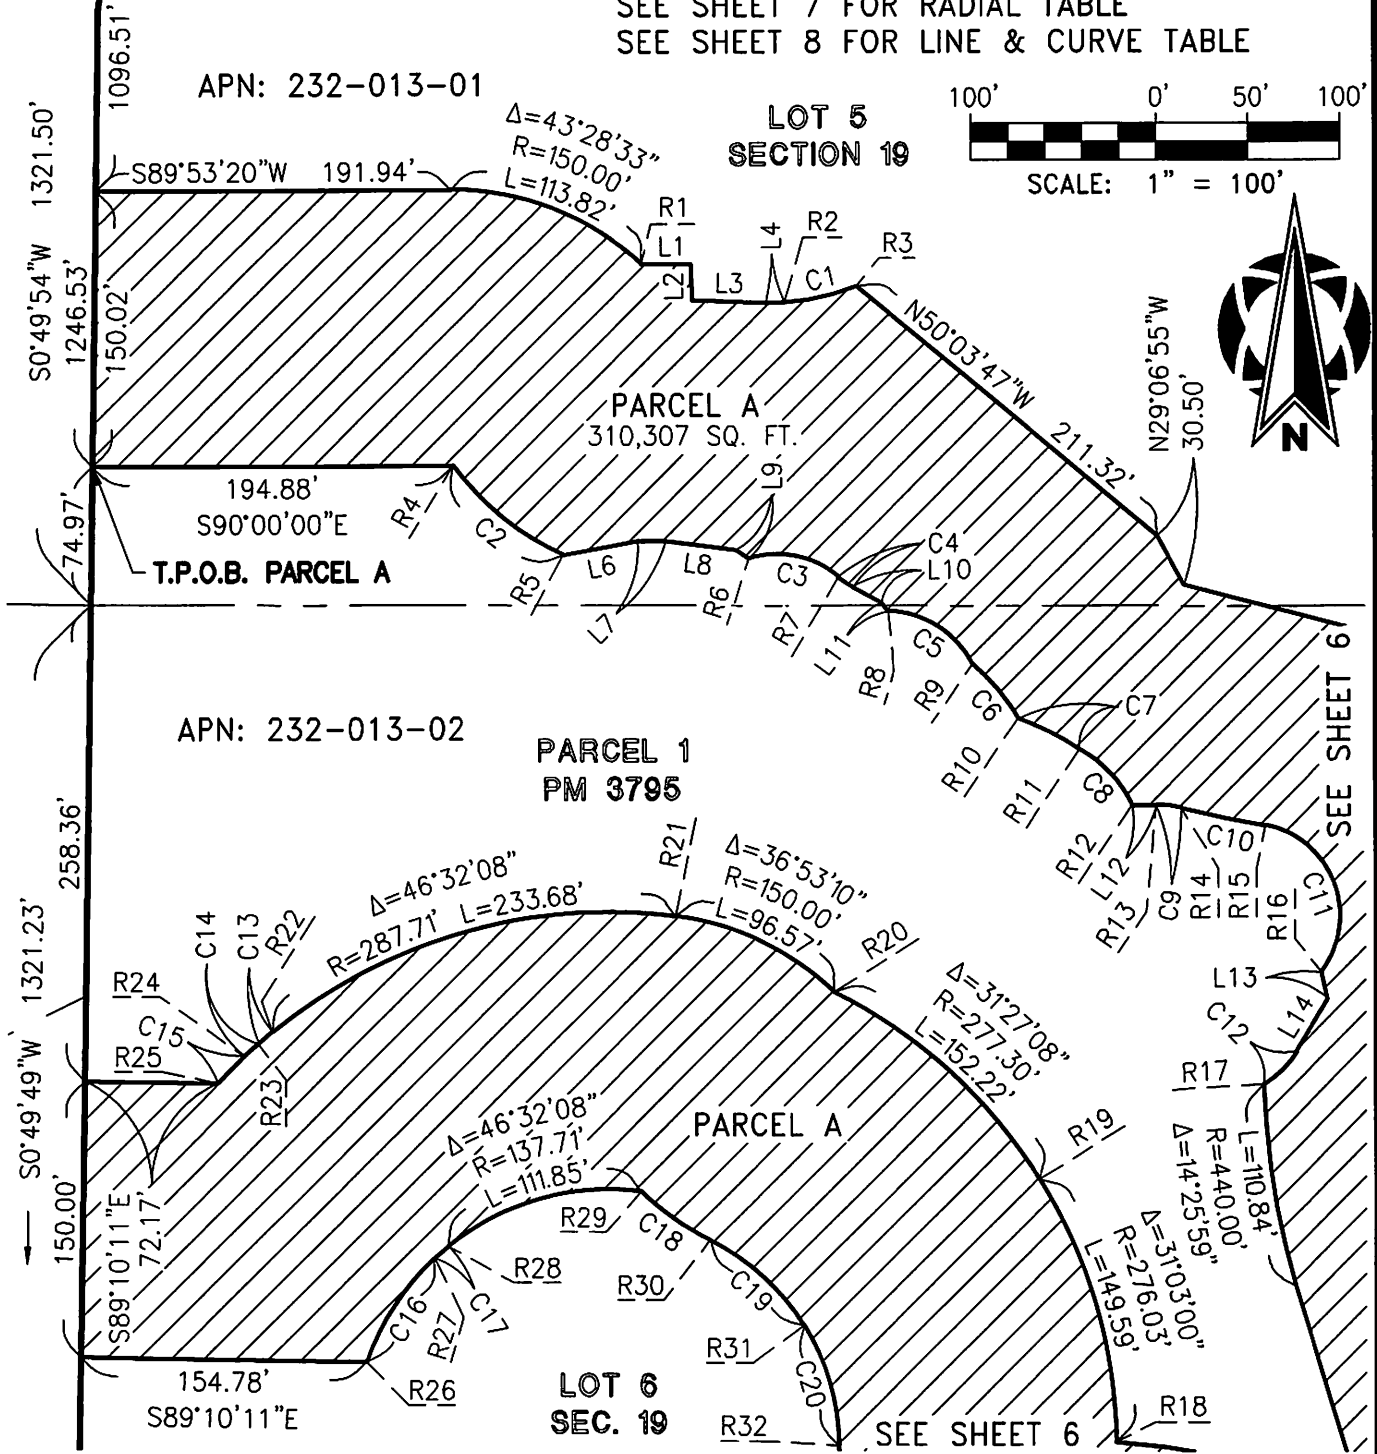 SEE SHEET 7 FOR RADIAL TABLE
SEE SHEET 8 FOR LINE & CURVE TABLE
1096.51'
APN: 232-013-01
LOT 5
SECTION 19
100' 0' 50' 100'
SCALE: 1" = 100'
Δ=43°28'33"
R=150.00'
L=113.82'
S89°53'20"W 191.94'
S0°49'54"W 1321.50'
1246.53'
150.02'
R1
L1
L2
L3
L4
R2
C1
R3
N50°03'47"W 211.32'
N29°06'55"W
30.50'
N
PARCEL A
310,307 SQ. FT.
194.88'
S90°00'00"E
74.97'
T.P.O.B. PARCEL A
R4
C2
R5
L6
L7
L8
L9
R6
C3
R7
C4
L10
L11
R8
C5
R9
C6
R10
C7
R11
C8
R12
L12
R13
C9
R14
C10
R15
R16
C11
SEE SHEET 6
APN: 232-013-02
PARCEL 1
PM 3795
258.36'
S0°49'49"W 1321.23'
Δ=46°32'08"
R=287.71' L=233.68'
R21
Δ=36°53'10"
R=150.00'
L=96.57'
R20
Δ=31°27'08"
R=277.30'
L=152.22'
L13
L14
C12
R17
L=110.84'
R=440.00'
Δ=14°25'59"
C14
C13
R22
R24
C15
R25
R23
Δ=46°32'08"
R=137.71'
L=111.85'
PARCEL A
R19
Δ=31°03'00"
R=276.03'
L=149.59'
150.00'
S89°10'11"E
72.17'
R29
C18
R28
R30
C16
R27
C17
C19
R31
C20
154.78'
S89°10'11"E
R26
LOT 6
SEC. 19
R32
SEE SHEET 6
R18